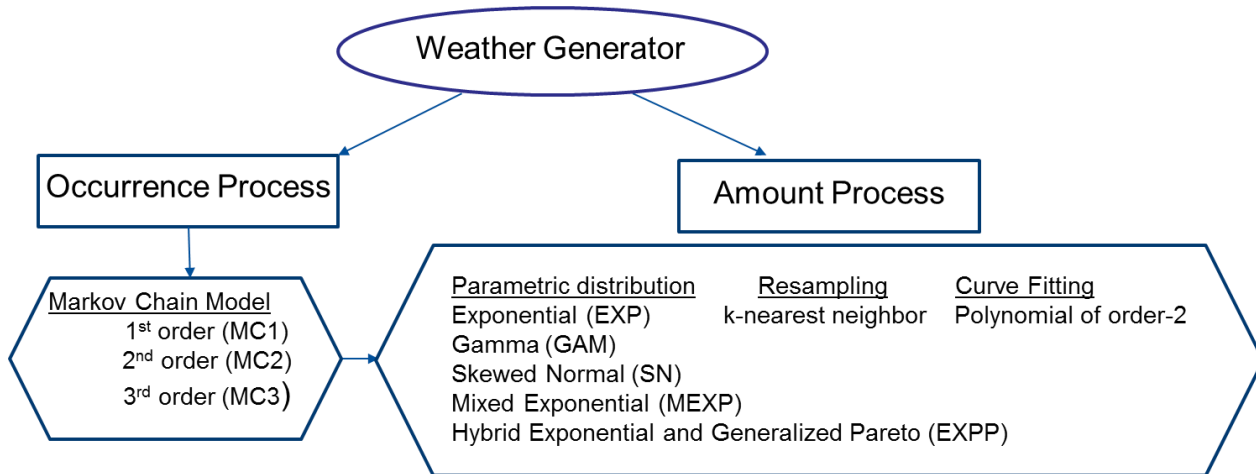 Weather Generator
Occurrence Process
Amount Process
Markov Chain Model
1st order (MC1)
2nd order (MC2)
3rd order (MC3)
Parametric distribution
Exponential (EXP)
Gamma (GAM)
Skewed Normal (SN)
Mixed Exponential (MEXP)
Hybrid Exponential and Generalized Pareto (EXPP)
Resampling
k-nearest neighbor
Curve Fitting
Polynomial of order-2